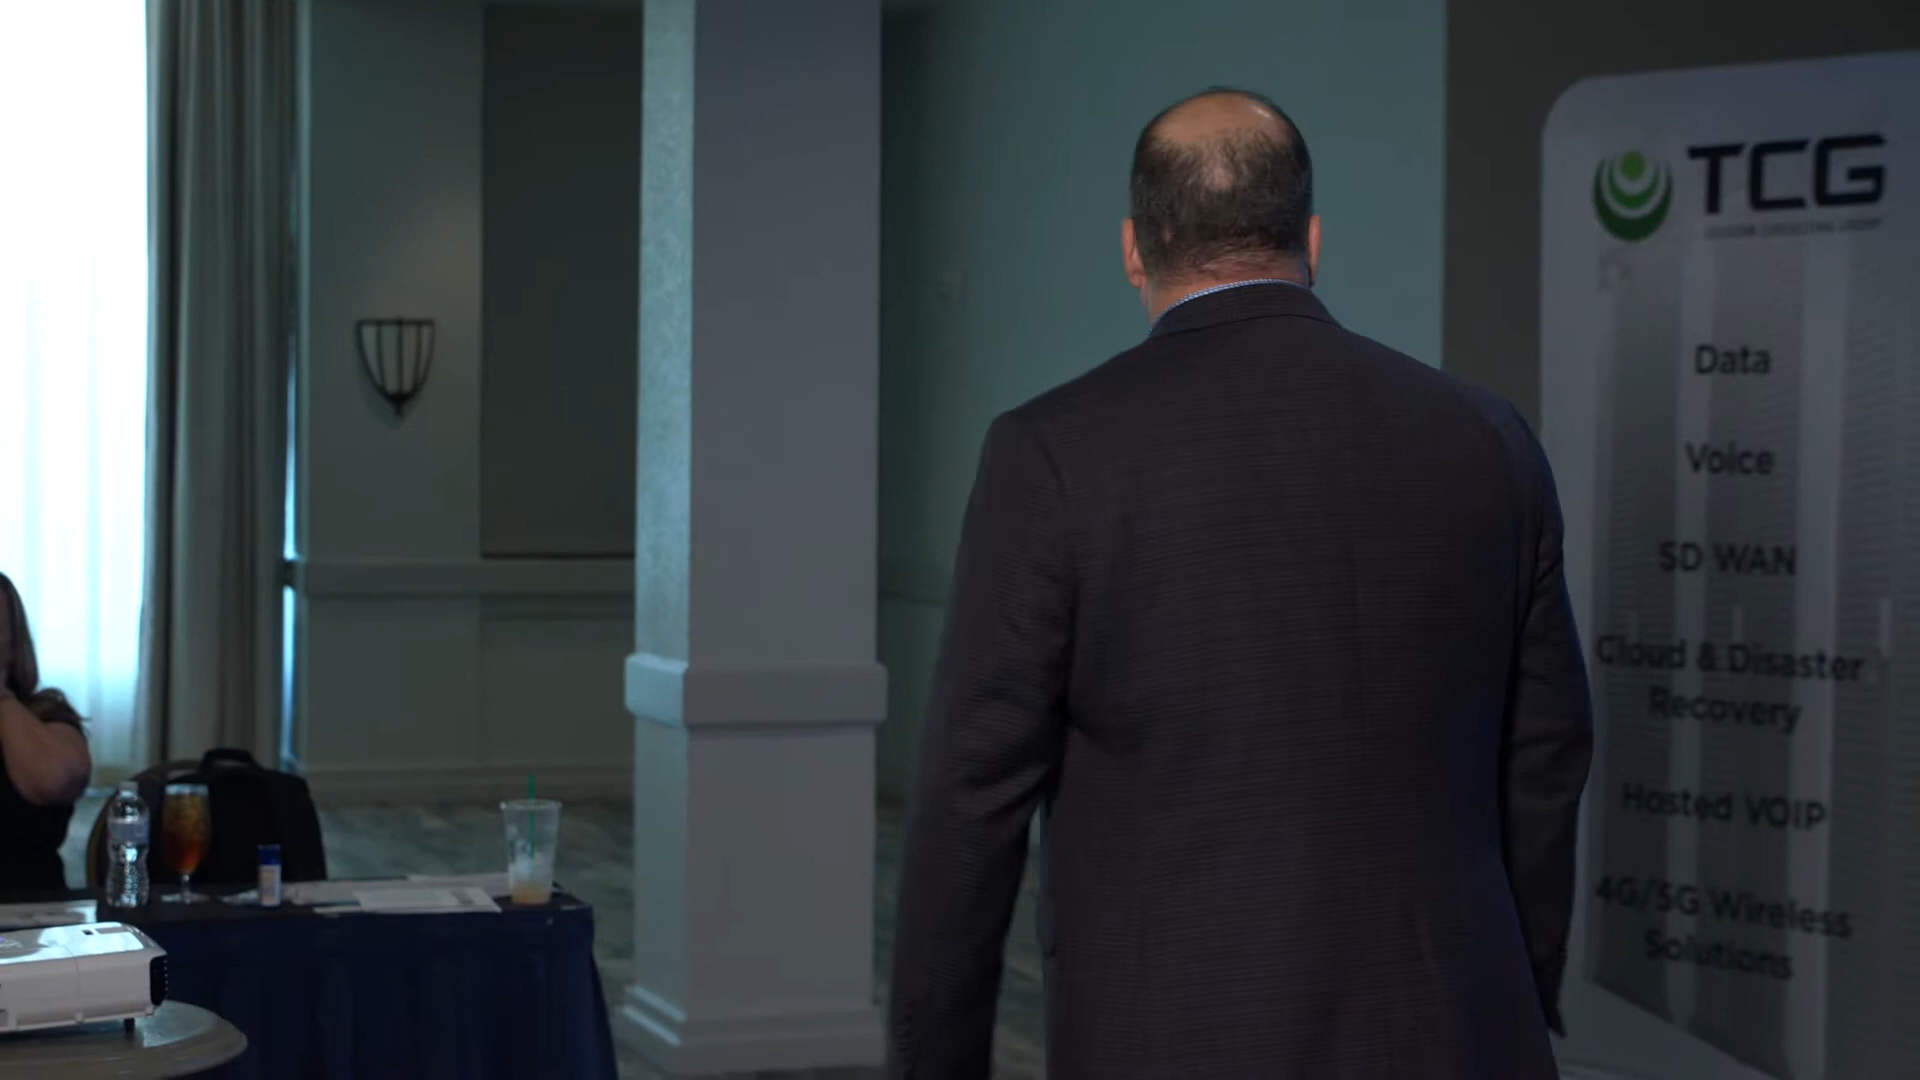 TCG
Data
Voice
SD WAN
Cloud & Disaster
Recovery
Hosted VOIP
4G/5G Wireless
Solutions